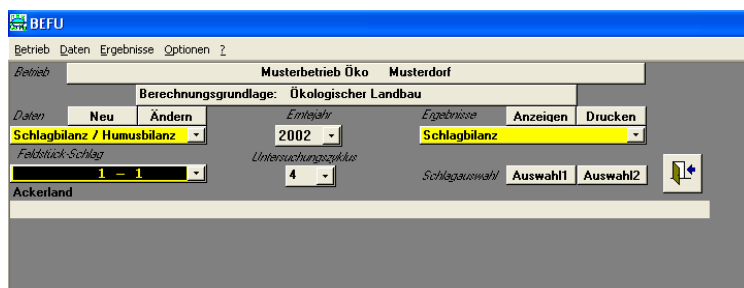 BEFU
Betrieb Daten Ergebnisse Optionen ?
Betrieb Musterbetrieb Öko Musterdorf
Berechnungsgrundlage: Ökologischer Landbau
Daten Neu Ändern Erntejahr Ergebnisse Anzeigen Drucken
Schlagbilanz / Humusbilanz 2002 Schlagbilanz
Feldstück-Schlag Untersuchungszyklus
1 – 1 4 Schlagauswahl Auswahl1 Auswahl2
Ackerland